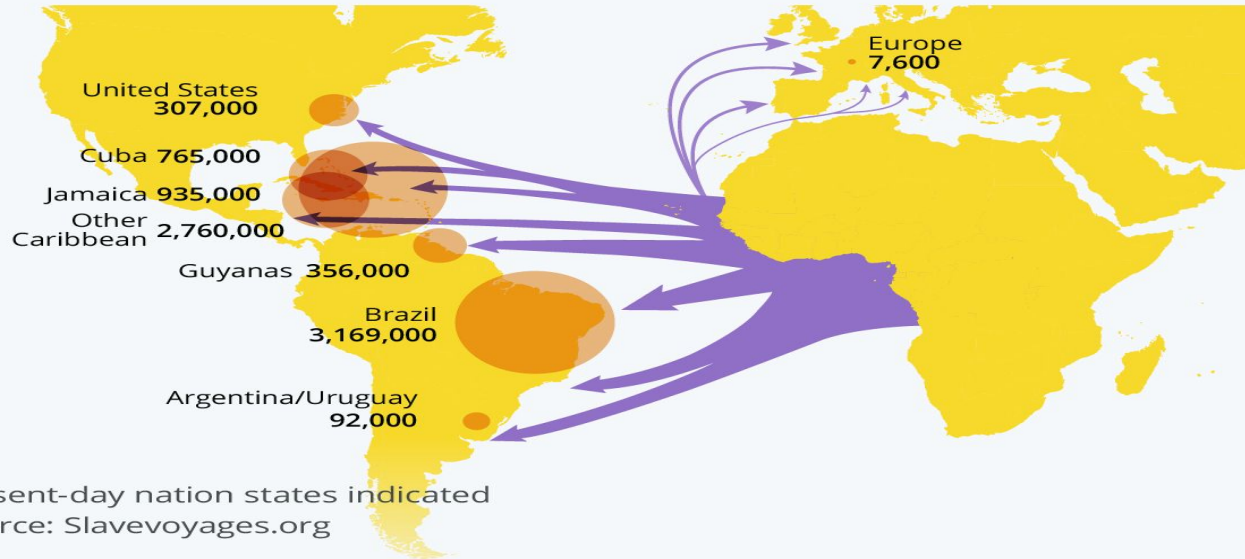 Europe
7,600
United States
307,000
Cuba 765,000
Jamaica 935,000
Other
Caribbean 2,760,000
Guyanas 356,000
Brazil
3,169,000
Argentina/Uruguay
92,000
sent-day nation states indicated
rce: Slavevoyages.org